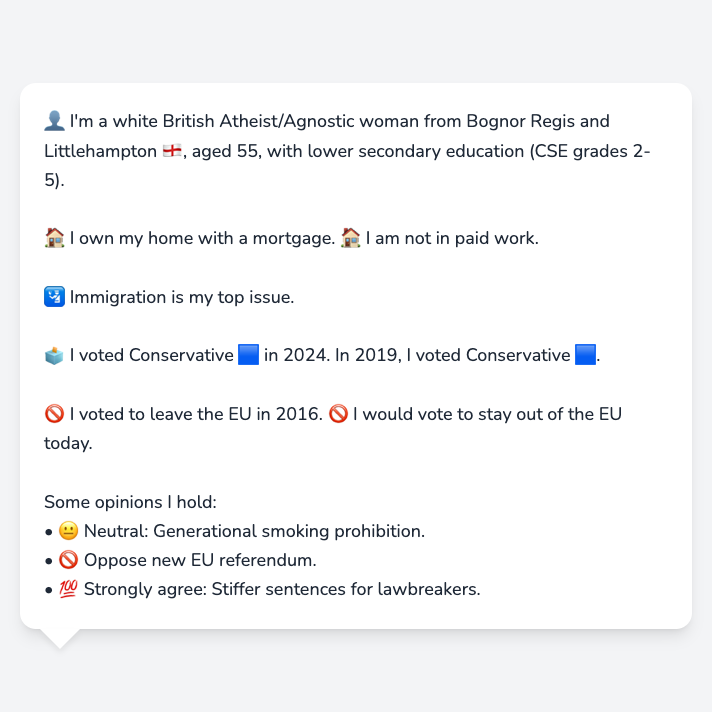 👤 I'm a white British Atheist/Agnostic woman from Bognor Regis and
Littlehampton 🏴󠁧󠁢󠁥󠁮󠁧󠁿, aged 55, with lower secondary education (CSE grades 2-
5).
🏠 I own my home with a mortgage. 🏠 I am not in paid work.
🛂 Immigration is my top issue.
🗳️ I voted Conservative 🟦 in 2024. In 2019, I voted Conservative 🟦.
🚫 I voted to leave the EU in 2016. 🚫 I would vote to stay out of the EU
today.
Some opinions I hold:
• 😐 Neutral: Generational smoking prohibition.
• 🚫 Oppose new EU referendum.
• 💯 Strongly agree: Stiffer sentences for lawbreakers.